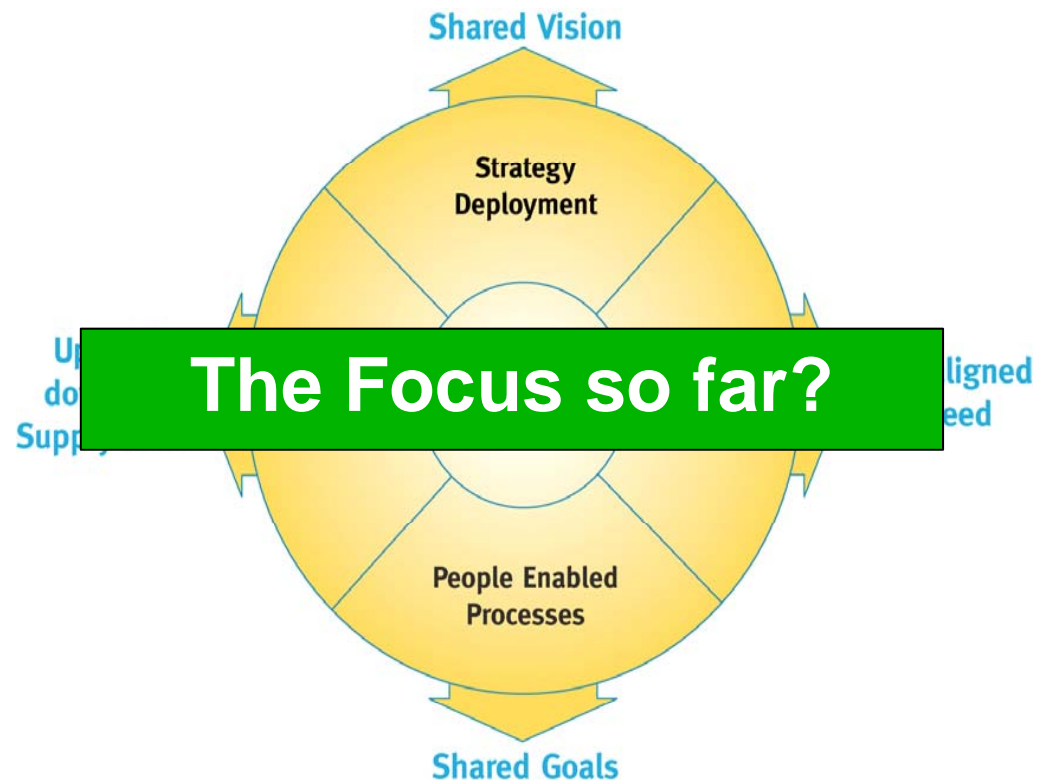 Shared Vision
Strategy
Deployment
The Focus so far?
People Enabled
Processes
Shared Goals